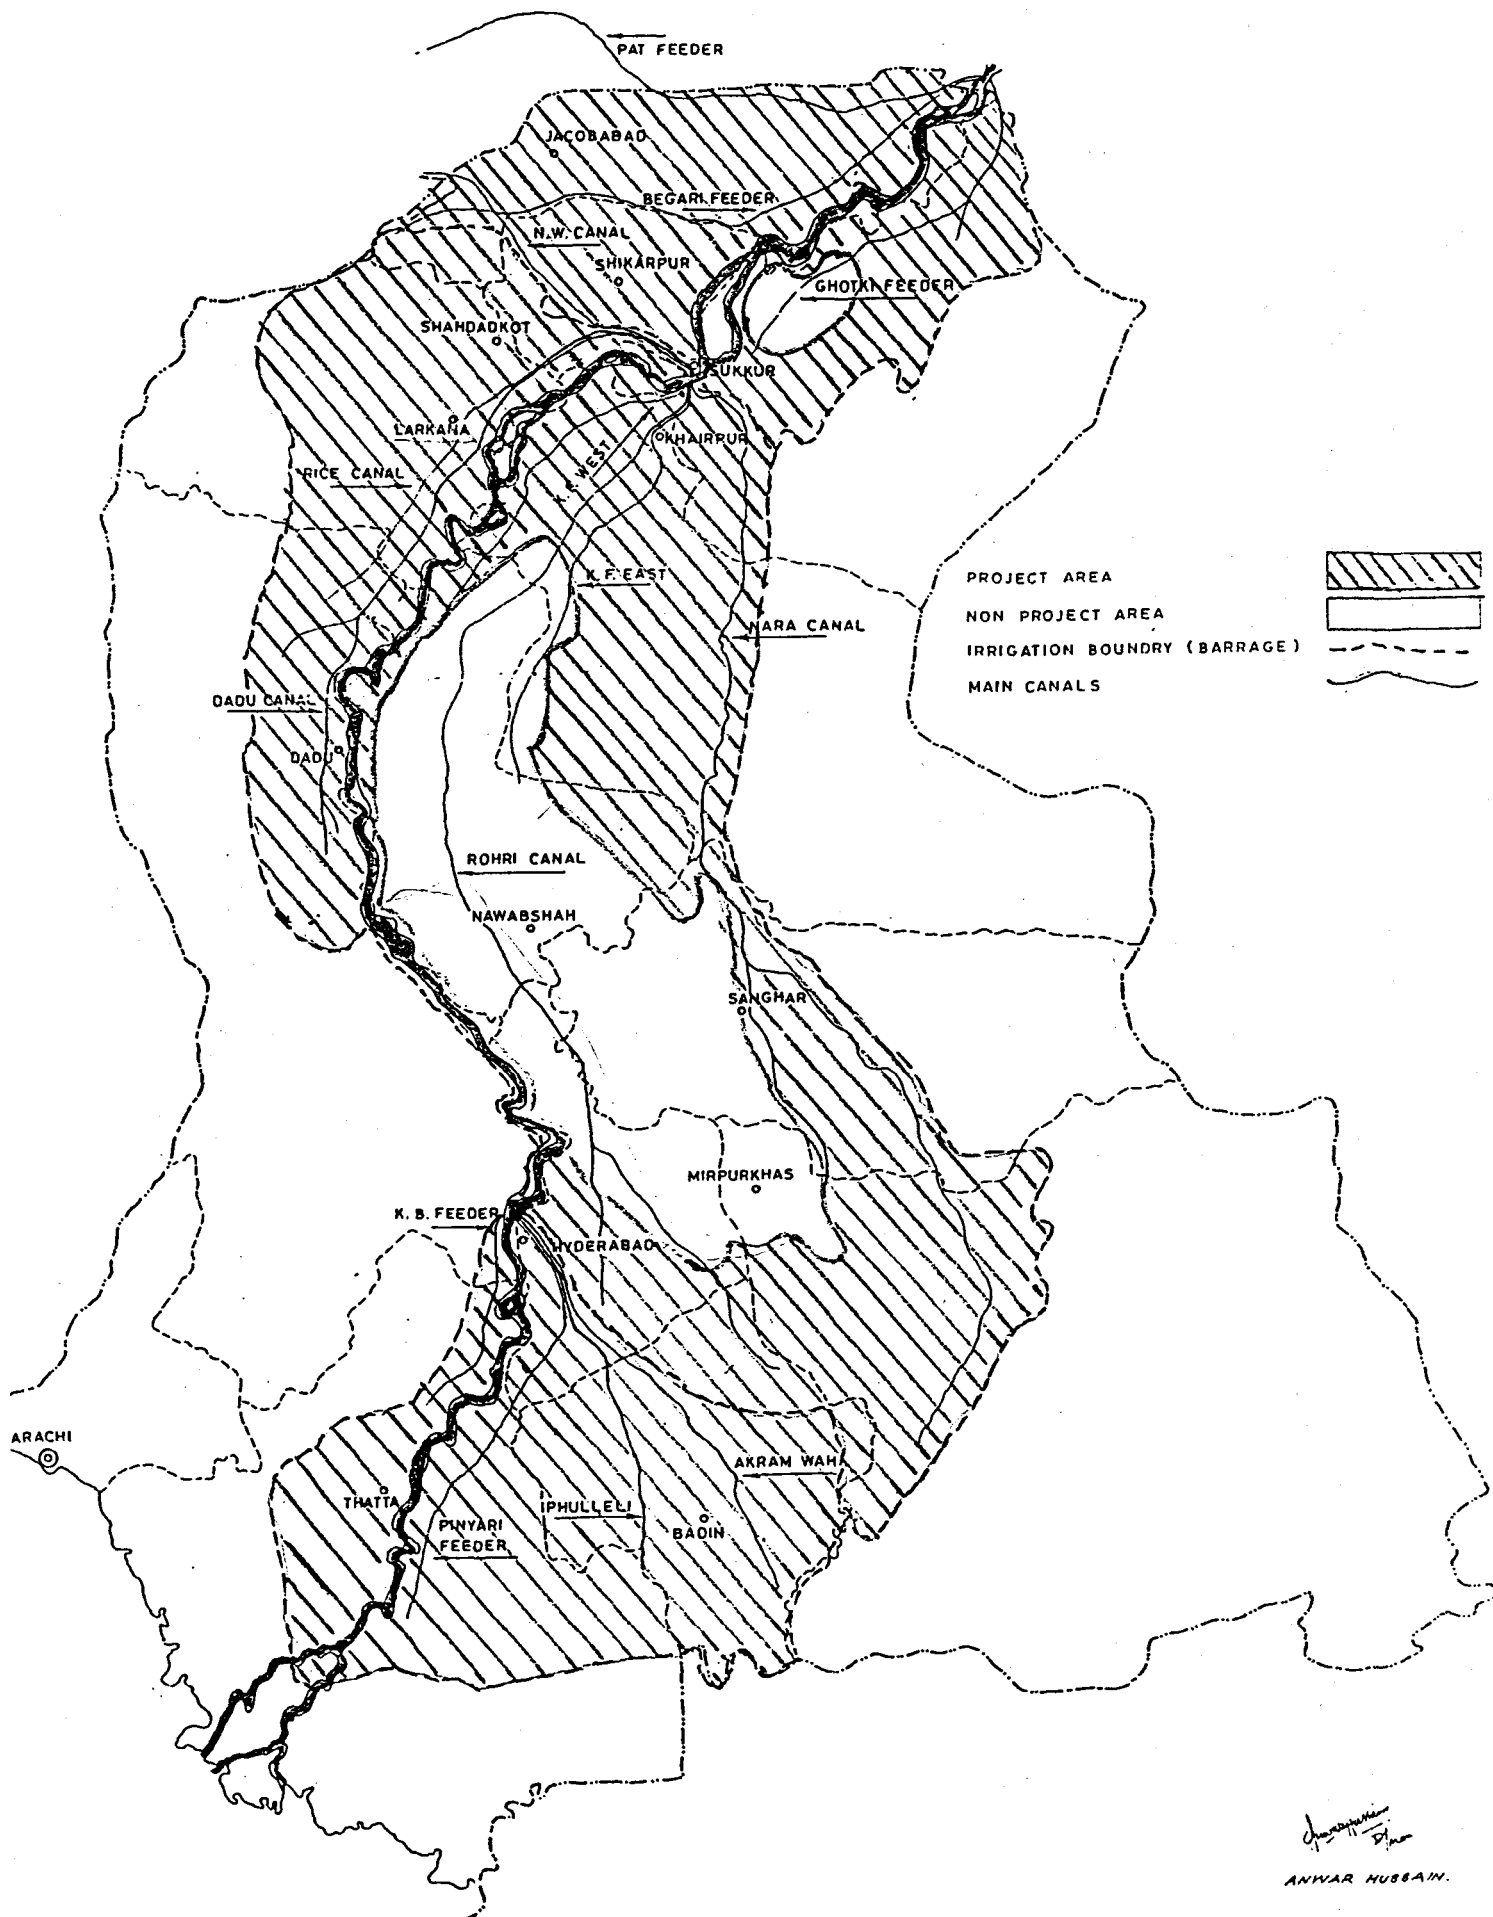 PAT FEEDER
JACOBABAD
BEGARI FEEDER
N.W. CANAL
SHIKARPUR
GHOTKI FEEDER
SHAHDADKOT
SUKKUR
LARKANA
KHAIRPUR
RICE CANAL
K.F. WEST
K.F. EAST
NARA CANAL
PROJECT AREA
NON PROJECT AREA
IRRIGATION BOUNDRY (BARRAGE)
MAIN CANALS
DADU CANAL
DADU
ROHRI CANAL
NAWABSHAH
SANGHAR
MIRPURKHAS
K. B. FEEDER
HYDERABAD
ARACHI
AKRAM WAH
THATTA
PHULLELI
PINYARI
FEEDER
BADIN
ANWAR HUSSAIN.